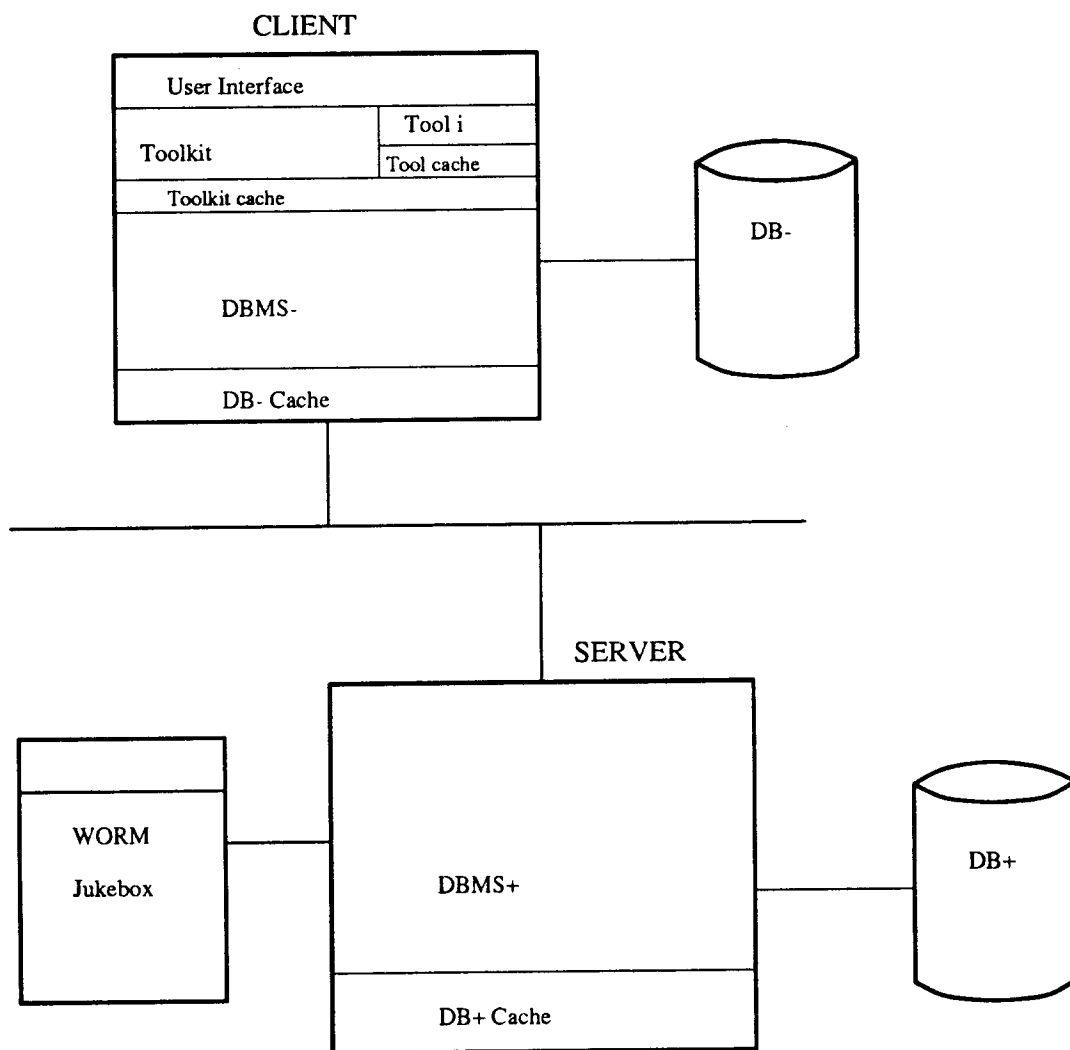 CLIENT
User Interface
Tool i
Toolkit
Tool cache
Toolkit cache
DB-
DBMS-
DB- Cache
SERVER
WORM
Jukebox
DB+
DBMS+
DB+ Cache